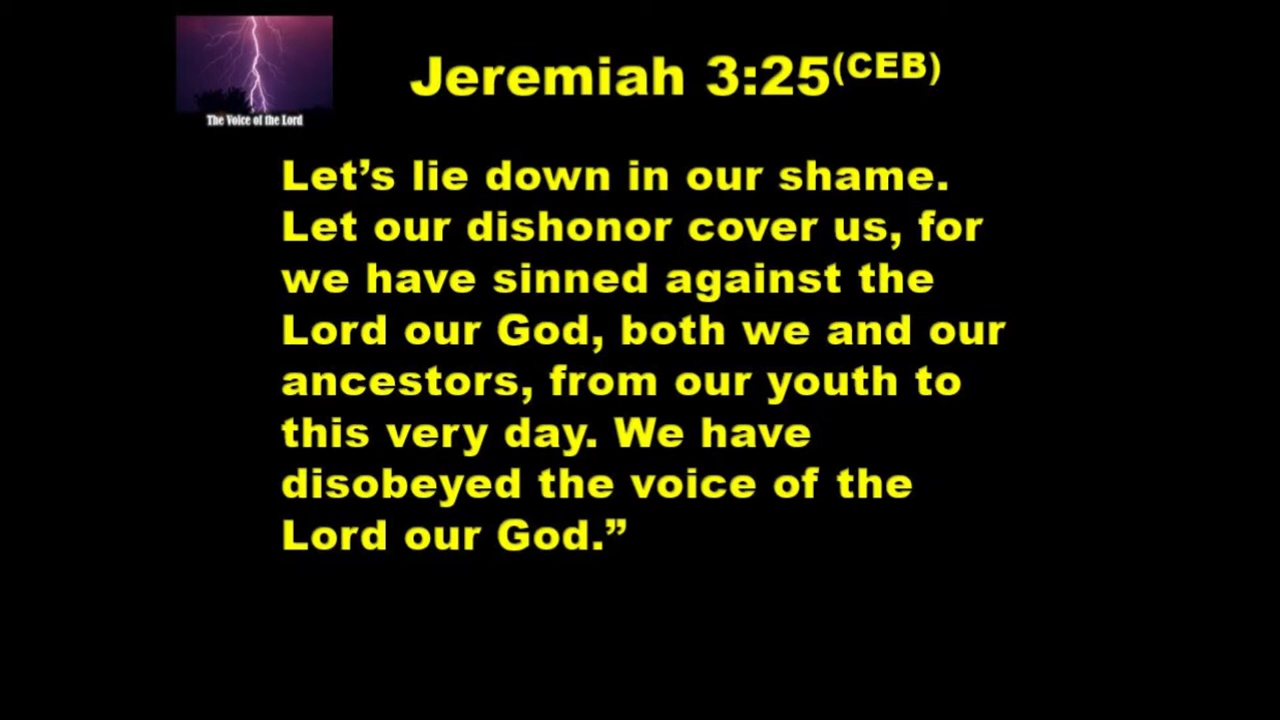 The Voice of the Lord
Jeremiah 3:25(CEB)
Let’s lie down in our shame.
Let our dishonor cover us, for
we have sinned against the
Lord our God, both we and our
ancestors, from our youth to
this very day. We have
disobeyed the voice of the
Lord our God.”